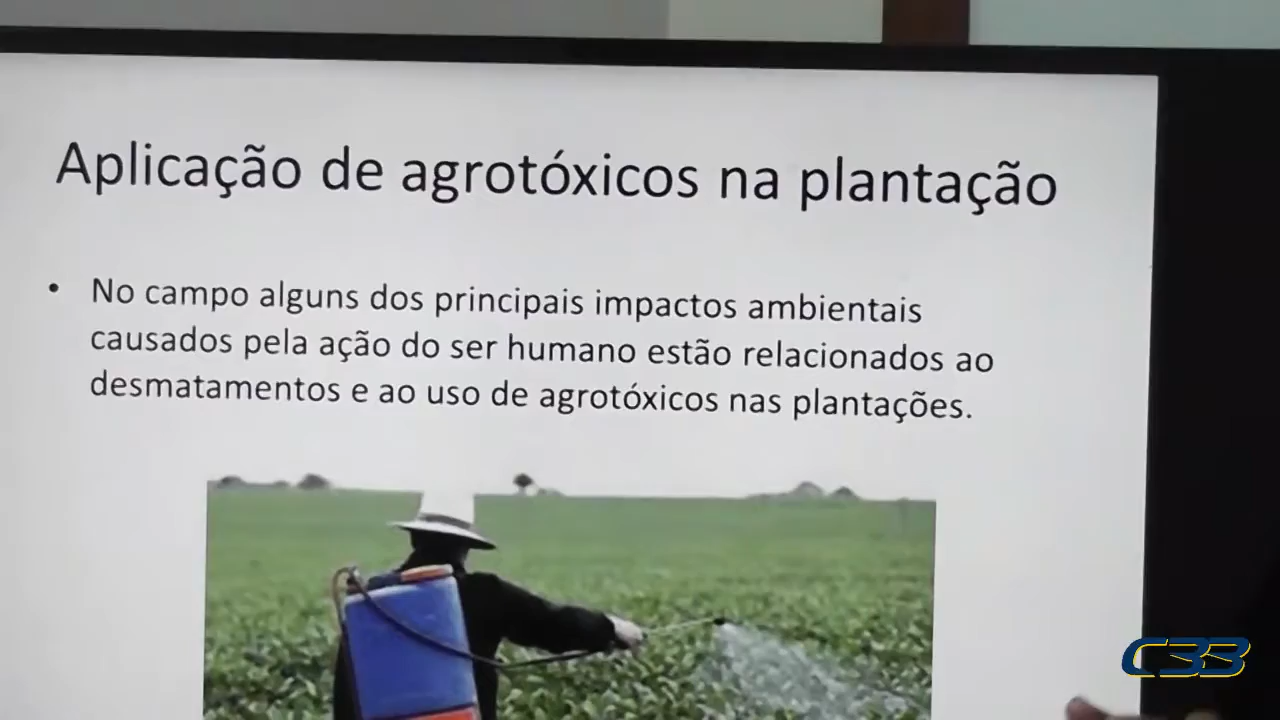 Aplicação de agrotóxicos na plantação
• No campo alguns dos principais impactos ambientais
causados pela ação do ser humano estão relacionados ao
desmatamentos e ao uso de agrotóxicos nas plantações.
C33